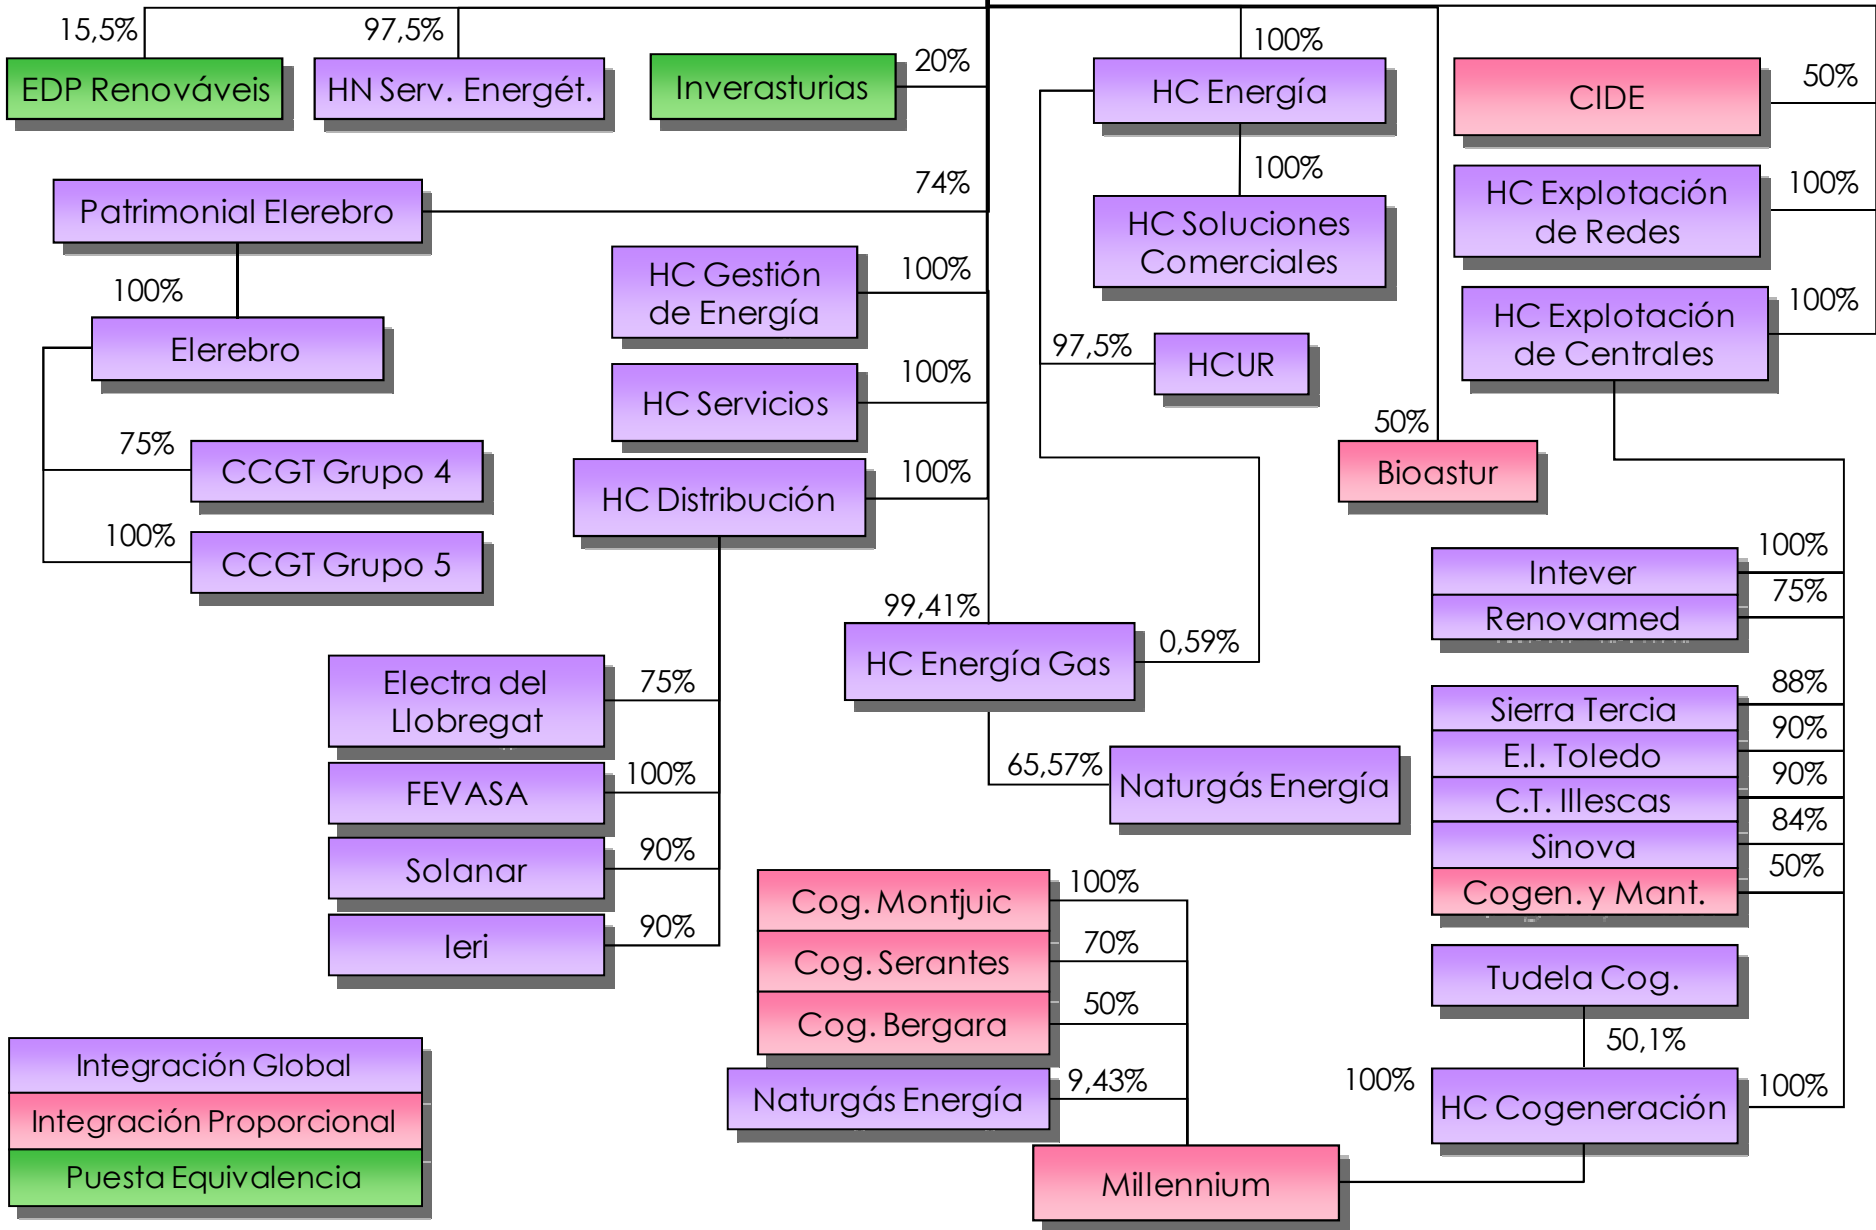 15,5%
97,5%
EDP Renováveis
HN Serv. Energét.
Inverasturias
20%
100%
HC Energía
CIDE
50%
100%
HC Soluciones
Comerciales
HC Explotación
de Redes
100%
Patrimonial Elerebro
74%
HC Gestión
de Energía
100%
HC Explotación
de Centrales
100%
100%
Elerebro
97,5%
HCUR
HC Servicios
100%
75%
CCGT Grupo 4
100%
CCGT Grupo 5
HC Distribución
100%
50%
Bioastur
99,41%
HC Energía Gas
0,59%
65,57%
Naturgás Energía
Electra del
Llobregat
75%
FEVASA
100%
Solanar
90%
Ieri
90%
Intever
100%
Renovamed
75%
Sierra Tercia
88%
E.I. Toledo
90%
C.T. Illescas
90%
Sinova
84%
Cogen. y Mant.
50%
Tudela Cog.
50,1%
Cog. Montjuic
100%
Cog. Serantes
70%
Cog. Bergara
50%
Naturgás Energía
9,43%
100%
HC Cogeneración
100%
Millennium
Integración Global
Integración Proporcional
Puesta Equivalencia